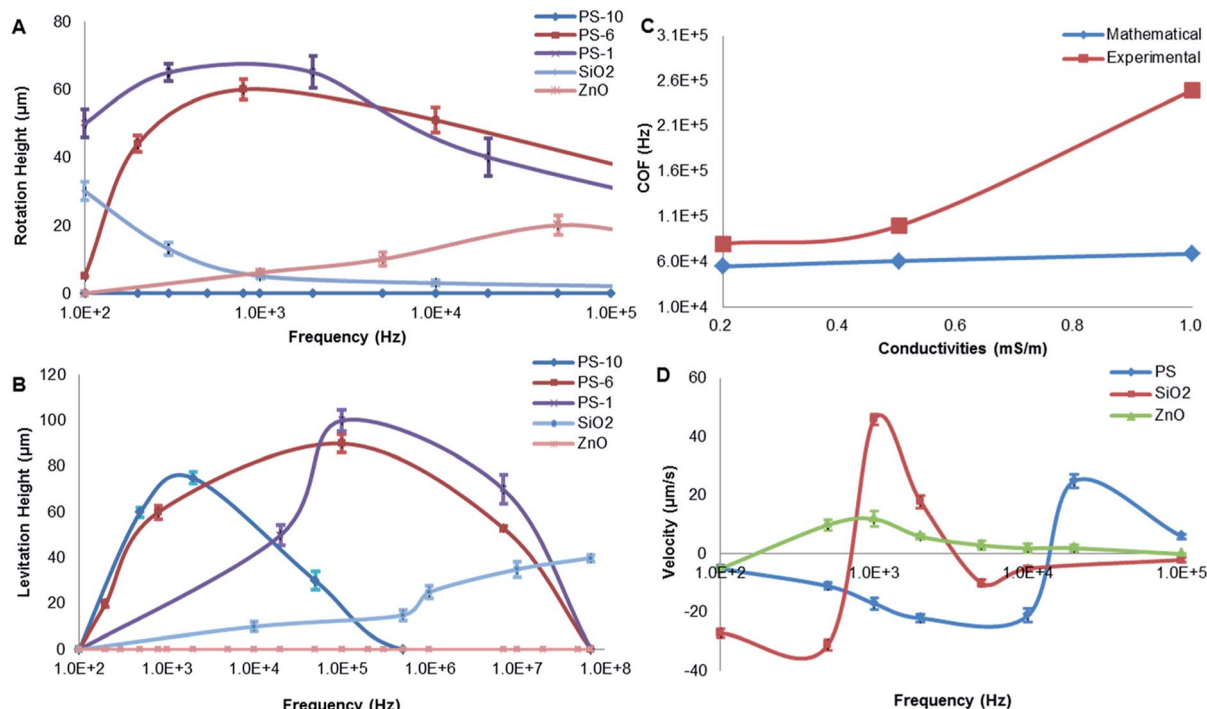 A
80
60
40
20
0
Rotation Height (µm)
1.0E+2
1.0E+3
1.0E+4
1.0E+5
Frequency (Hz)
PS-10
PS-6
PS-1
SiO2
ZnO
C
3.1E+5
2.6E+5
2.1E+5
1.6E+5
1.1E+5
6.0E+4
1.0E+4
COF (Hz)
0.2
0.4
0.6
0.8
1.0
Conductivities (mS/m)
Mathematical
Experimental
B
120
100
80
60
40
20
0
Levitation Height (µm)
1.0E+2
1.0E+3
1.0E+4
1.0E+5
1.0E+6
1.0E+7
1.0E+8
Frequency (Hz)
PS-10
PS-6
PS-1
SiO2
ZnO
D
60
40
20
0
-20
-40
Velocity (µm/s)
1.0E+2
1.0E+3
1.0E+4
1.0E+5
Frequency (Hz)
PS
SiO2
ZnO